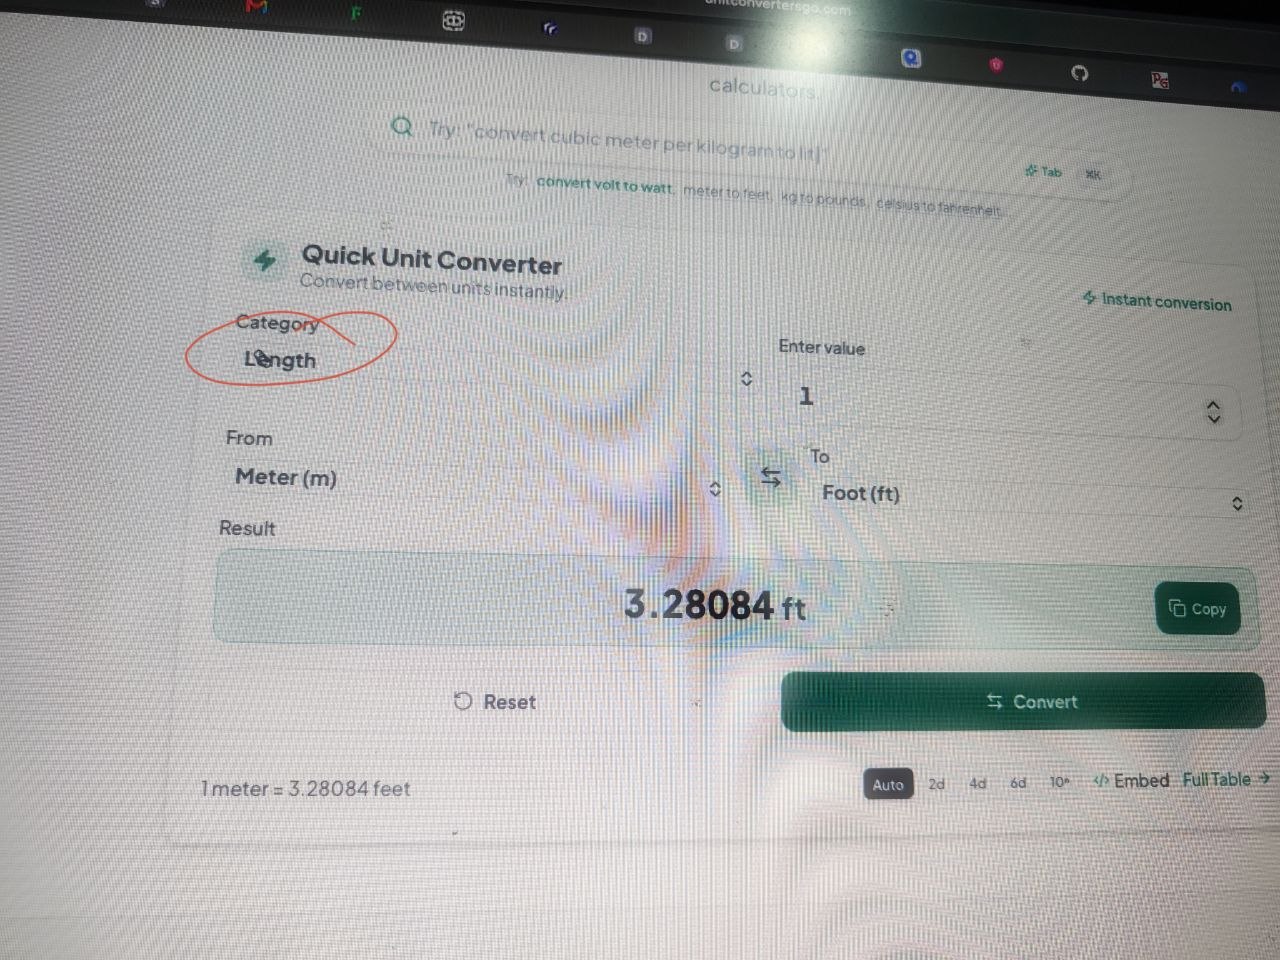 unitconvertersgo.com
calculators.
Try: "convert cubic meter per kilogram to lit|"
Tab ⌘K
Try: convert volt to watt, meter to feet, kg to pounds, celsius to fahrenheit
Quick Unit Converter
Convert between units instantly.
Instant conversion
Category
Length
Enter value
1
From
Meter (m)
To
Foot (ft)
Result
3.28084 ft
Copy
Reset
Convert
1 meter = 3.28084 feet
Auto 2d 4d 6d 10ⁿ </> Embed Full Table →